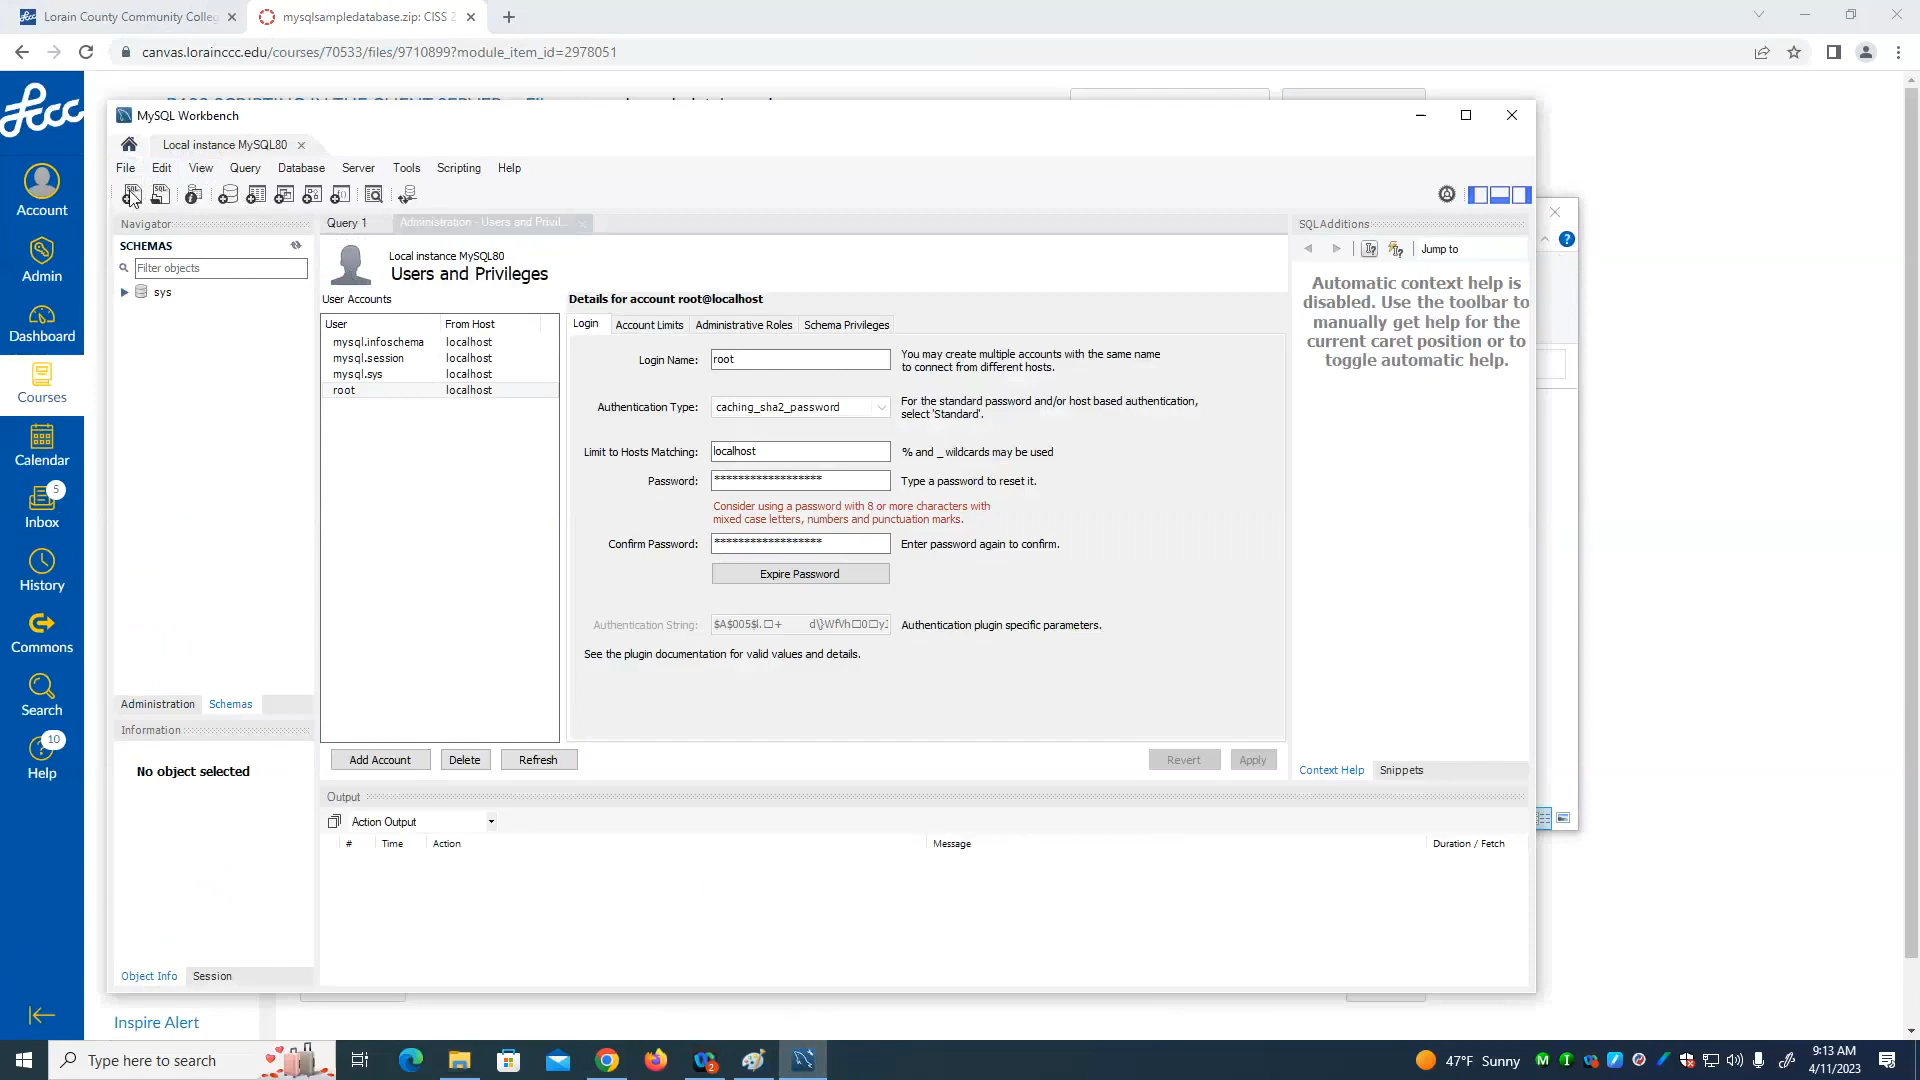 Lorain County Community Colleg
mysqlsampledatabase.zip: CISS 2
canvas.lorainccc.edu/courses/70533/files/9710899?module_item_id=2978051
lccc
Account
Admin
Dashboard
Courses
Calendar
5
Inbox
History
Commons
Search
10
Help
MySQL Workbench
Local instance MySQL80
File
Edit
View
Query
Database
Server
Tools
Scripting
Help
Navigator
SCHEMAS
Filter objects
sys
Administration
Schemas
Information
No object selected
Object Info
Session
Query 1
Administration - Users and Privil...
Local instance MySQL80
Users and Privileges
User Accounts
User From Host
mysql.infoschema localhost
mysql.session localhost
mysql.sys localhost
root localhost
Add Account
Delete
Refresh
Details for account root@localhost
Login
Account Limits
Administrative Roles
Schema Privileges
Login Name: root
You may create multiple accounts with the same name
to connect from different hosts.
Authentication Type: caching_sha2_password
For the standard password and/or host based authentication,
select 'Standard'.
Limit to Hosts Matching: localhost
% and _ wildcards may be used
Password: ******************
Type a password to reset it.
Consider using a password with 8 or more characters with
mixed case letters, numbers and punctuation marks.
Confirm Password: ******************
Enter password again to confirm.
Expire Password
Authentication String:
Authentication plugin specific parameters.
See the plugin documentation for valid values and details.
Revert
Apply
SQLAdditions
Jump to
Automatic context help is
disabled. Use the toolbar to
manually get help for the
current caret position or to
toggle automatic help.
Context Help
Snippets
Output
Action Output
# Time Action Message Duration / Fetch
Inspire Alert
Type here to search
2
47°F Sunny
9:13 AM
4/11/2023